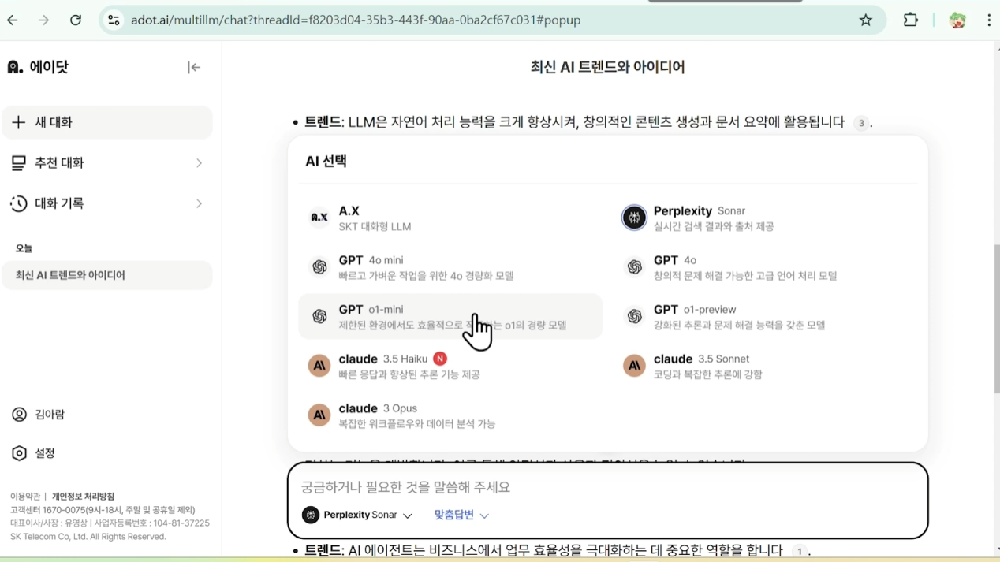 adot.ai/multillm/chat?threadId=f8203d04-35b3-443f-90aa-0ba2cf67c031#popup
A. 에이닷
최신 AI 트렌드와 아이디어
새 대화
추천 대화
대화 기록
오늘
최신 AI 트렌드와 아이디어
김아람
설정
이용약관 | 개인정보 처리방침
고객센터 1670-0075(9시-18시, 주말 및 공휴일 제외)
대표이사/사장 : 유영상 | 사업자등록번호 : 104-81-37225
SK Telecom Co, Ltd. All Rights Reserved.
• 트렌드: LLM은 자연어 처리 능력을 크게 향상시켜, 창의적인 콘텐츠 생성과 문서 요약에 활용됩니다 3 .
AI 선택
A.X
A.X
SKT 대화형 LLM
Perplexity Sonar
실시간 검색 결과와 출처 제공
GPT 4o mini
빠르고 가벼운 작업을 위한 4o 경량화 모델
GPT 4o
창의적 문제 해결 가능한 고급 언어 처리 모델
GPT o1-mini
제한된 환경에서도 효율적으로 o1의 경량 모델
GPT o1-preview
강화된 추론과 문제 해결 능력을 갖춘 모델
claude 3.5 Haiku N
빠른 응답과 향상된 추론 기능 제공
claude 3.5 Sonnet
코딩과 복잡한 추론에 강함
claude 3 Opus
복잡한 워크플로우와 데이터 분석 가능
궁금하거나 필요한 것을 말씀해 주세요
Perplexity Sonar
맞춤답변
• 트렌드: AI 에이전트는 비즈니스에서 업무 효율성을 극대화하는 데 중요한 역할을 합니다 1 .